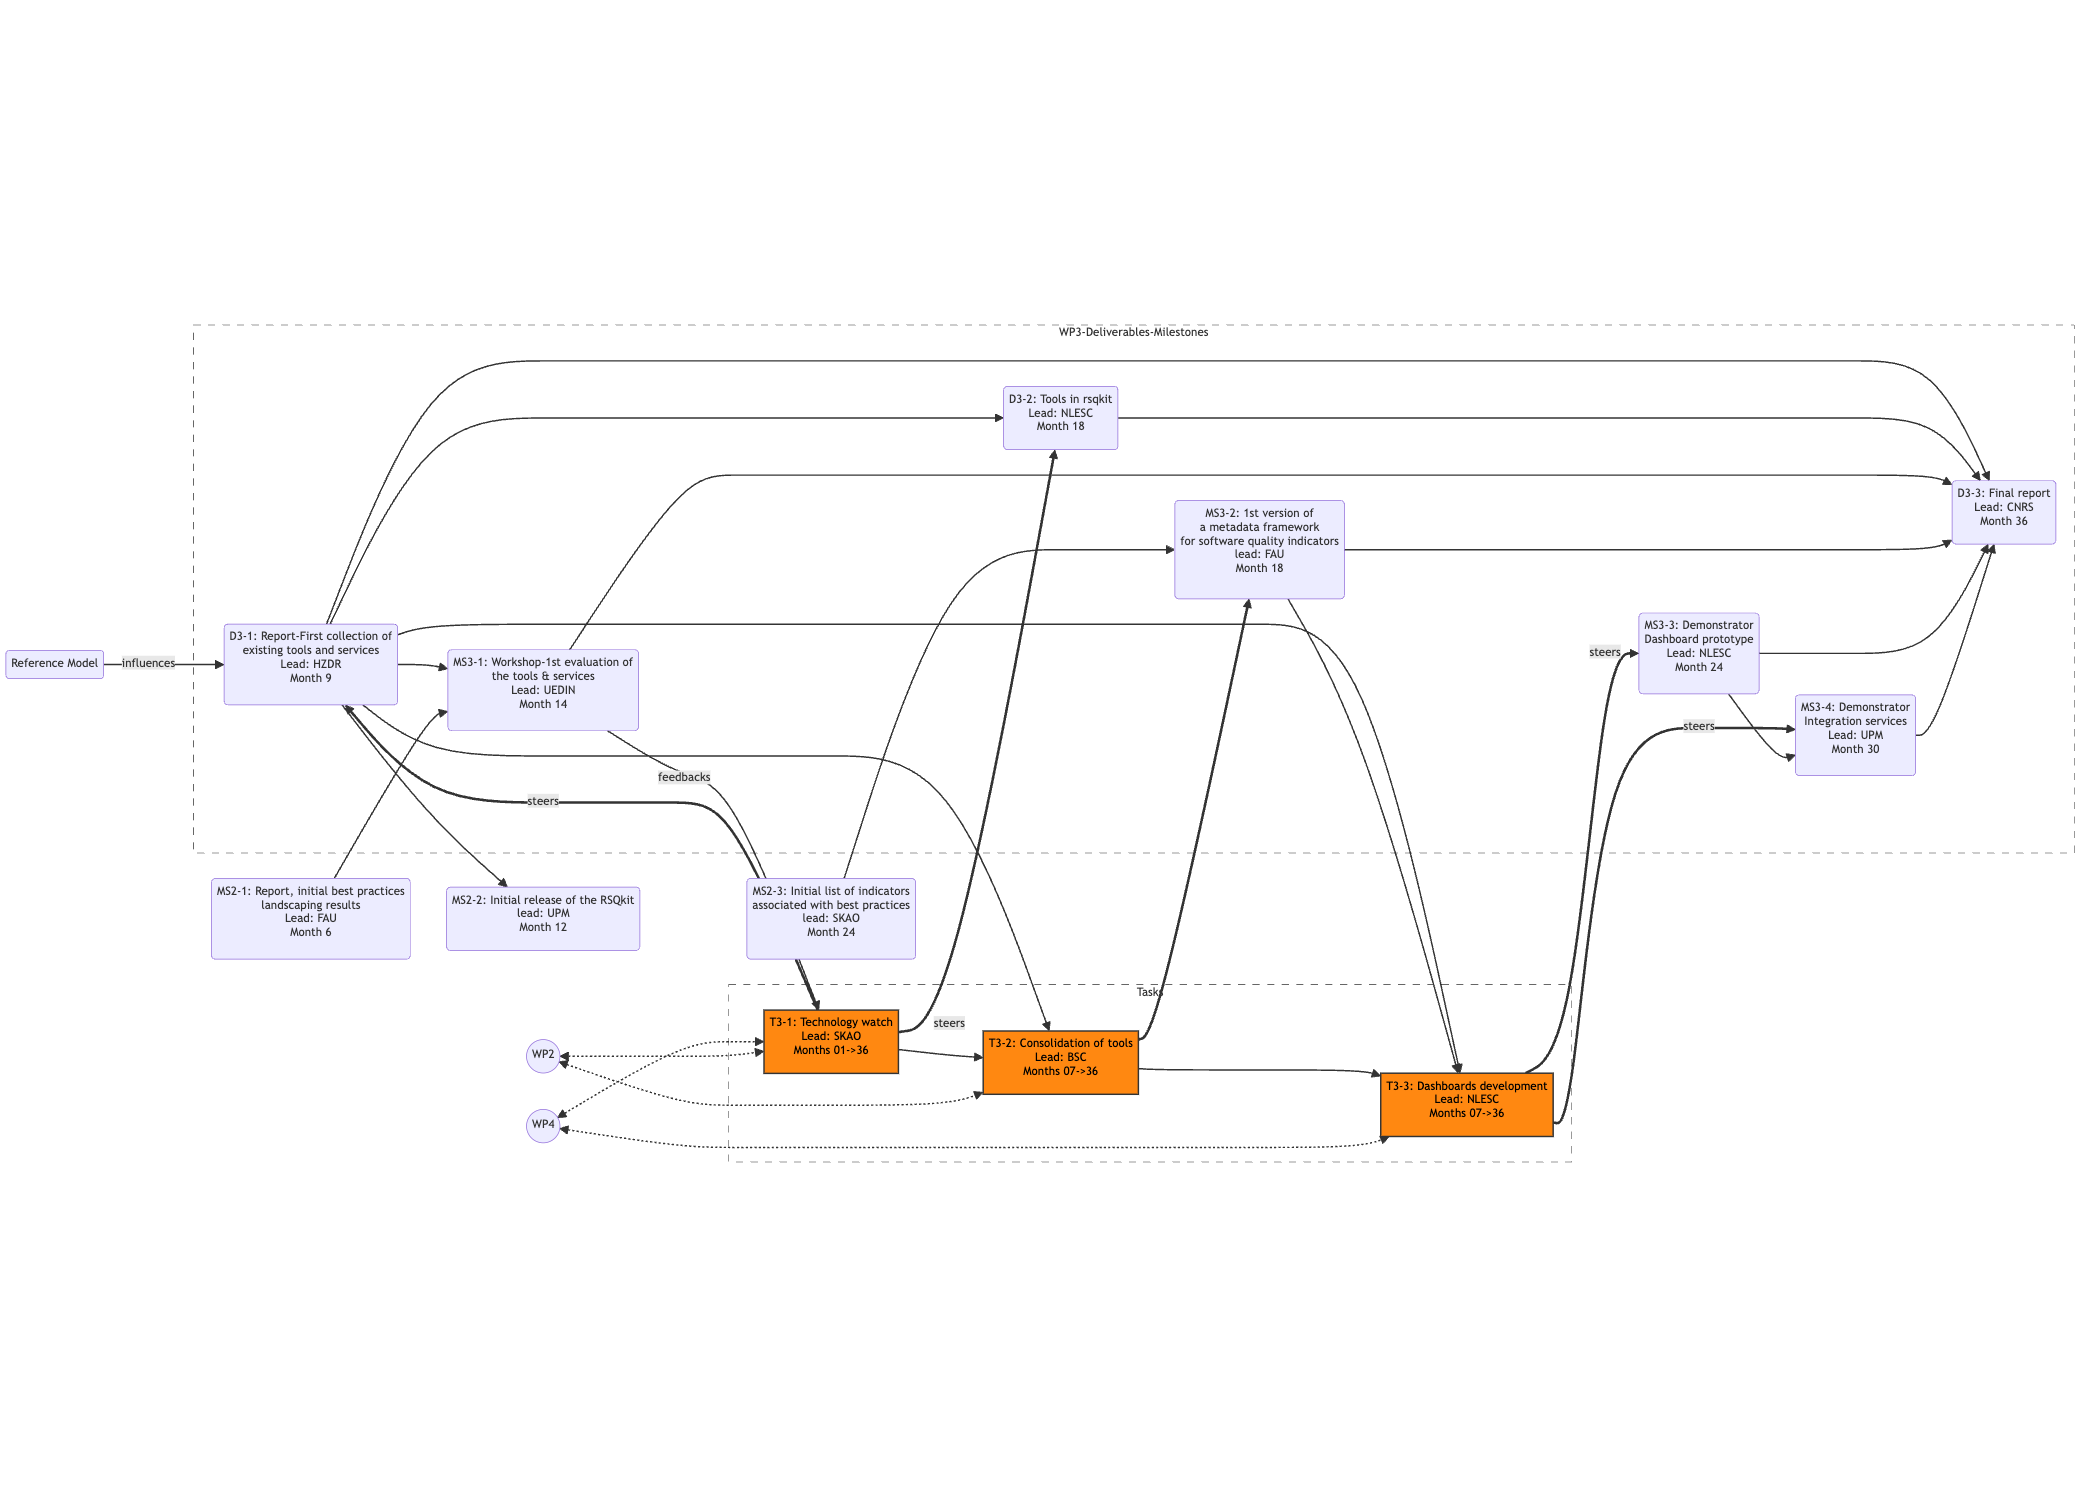 WP3-Deliverables-Milestones
D3-2: Tools in rsqkit
Lead: NLESC
Month 18
D3-3: Final report
Lead: CNRS
Month 36
MS3-2: 1st version of
a metadata framework
for software quality indicators
lead: FAU
Month 18
Reference Model
influences
D3-1: Report-First collection of
existing tools and services
Lead: HZDR
Month 9
MS3-1: Workshop-1st evaluation of
the tools & services
Lead: UEDIN
Month 14
steers
MS3-3: Demonstrator
Dashboard prototype
Lead: NLESC
Month 24
steers
MS3-4: Demonstrator
Integration services
Lead: UPM
Month 30
feedbacks
steers
MS2-1: Report, initial best practices
landscaping results
Lead: FAU
Month 6
MS2-2: Initial release of the RSQkit
lead: UPM
Month 12
MS2-3: Initial list of indicators
associated with best practices
lead: SKAO
Month 24
Tasks
T3-1: Technology watch
Lead: SKAO
Months 01->36
steers
T3-2: Consolidation of tools
Lead: BSC
Months 07->36
T3-3: Dashboards development
Lead: NLESC
Months 07->36
WP2
WP4